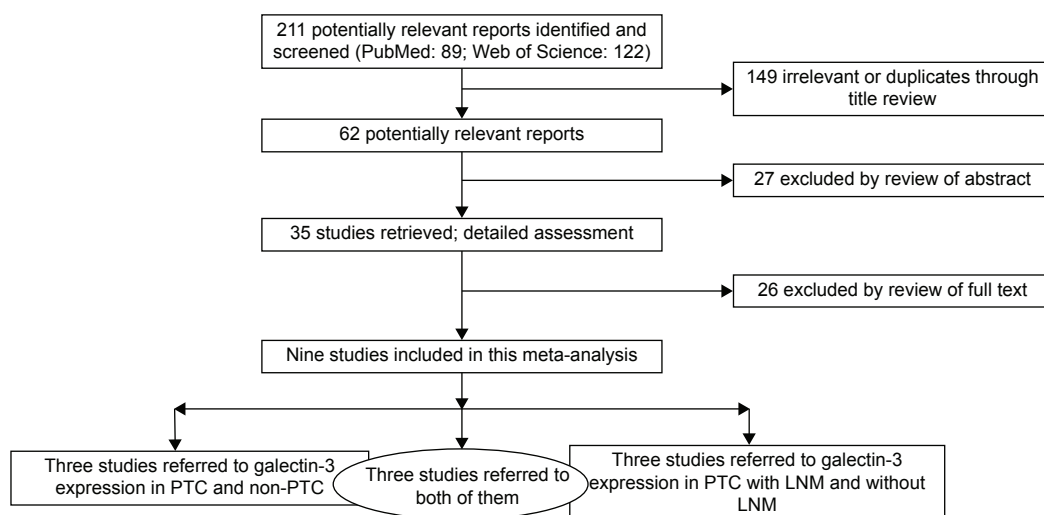 211 potentially relevant reports identified and
screened (PubMed: 89; Web of Science: 122)
149 irrelevant or duplicates through
title review
62 potentially relevant reports
27 excluded by review of abstract
35 studies retrieved; detailed assessment
26 excluded by review of full text
Nine studies included in this meta-analysis
Three studies referred to galectin-3
expression in PTC and non-PTC
Three studies referred to
both of them
Three studies referred to galectin-3
expression in PTC with LNM and without
LNM